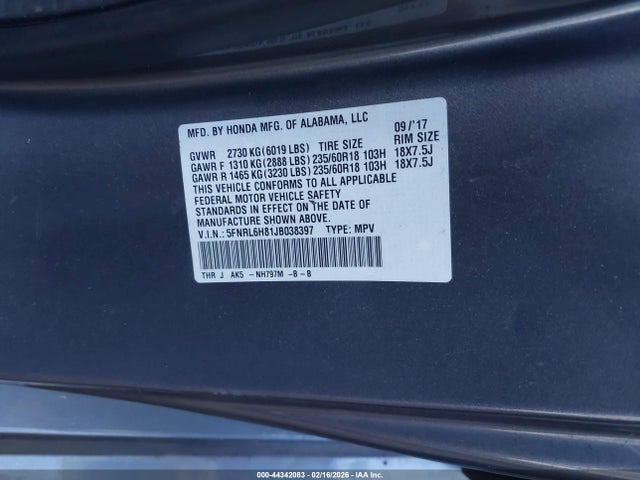 MFD. BY HONDA MFG. OF ALABAMA, LLC 09/'17
GVWR 2730 KG (6019 LBS) TIRE SIZE RIM SIZE
GAWR F 1310 KG (2888 LBS) 235/60R18 103H 18X7.5J
GAWR R 1465 KG (3230 LBS) 235/60R18 103H 18X7.5J
THIS VEHICLE CONFORMS TO ALL APPLICABLE
FEDERAL MOTOR VEHICLE SAFETY
STANDARDS IN EFFECT ON THE DATE OF
MANUFACTURE SHOWN ABOVE.
V.I.N.: 5FNRL6H81JB038397 TYPE: MPV
THR J AK5 -NH797M -B -B
000-44342083 - 02/16/2026 - IAA Inc.